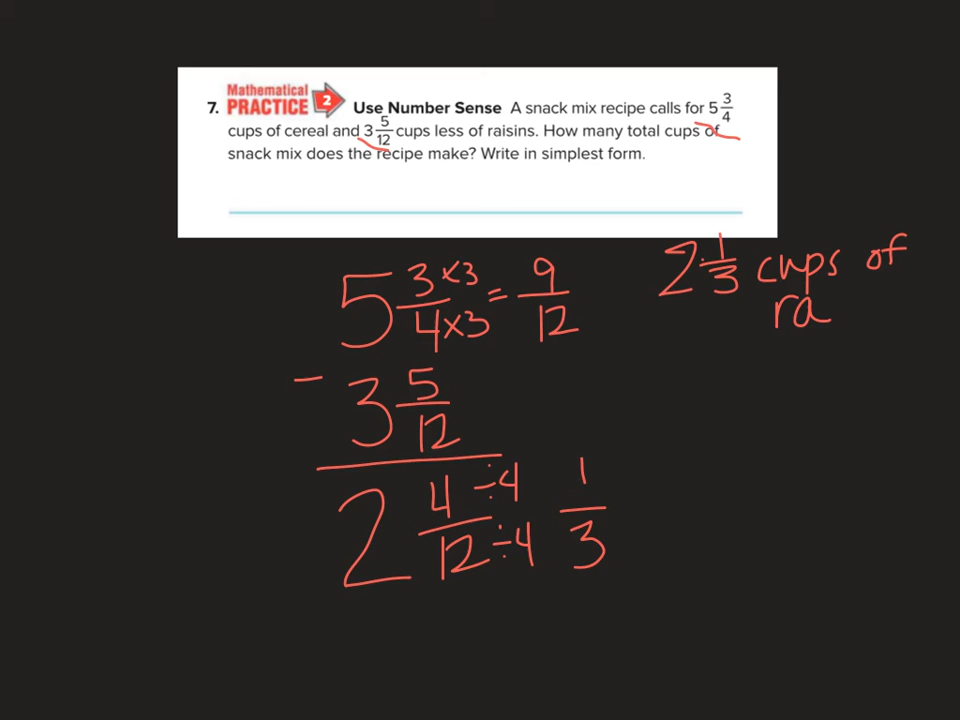 Mathematical
7. PRACTICE 2 Use Number Sense A snack mix recipe calls for 5 3/4
cups of cereal and 3 5/12 cups less of raisins. How many total cups of
snack mix does the recipe make? Write in simplest form.
2 1/3 cups of
ra
5 3×3/4×3 = 9/12
- 3 5/12
2 4÷4/12÷4 1/3